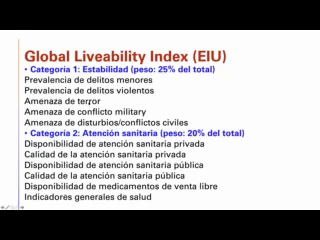 Global Liveability Index (EIU)
• Categoría 1: Estabilidad (peso: 25% del total)
Prevalencia de delitos menores
Prevalencia de delitos violentos
Amenaza de terror
Amenaza de conflicto military
Amenaza de disturbios/conflictos civiles
• Categoría 2: Atención sanitaria (peso: 20% del total)
Disponibilidad de atención sanitaria privada
Calidad de la atención sanitaria privada
Disponibilidad de atención sanitaria pública
Calidad de la atención sanitaria pública
Disponibilidad de medicamentos de venta libre
Indicadores generales de salud